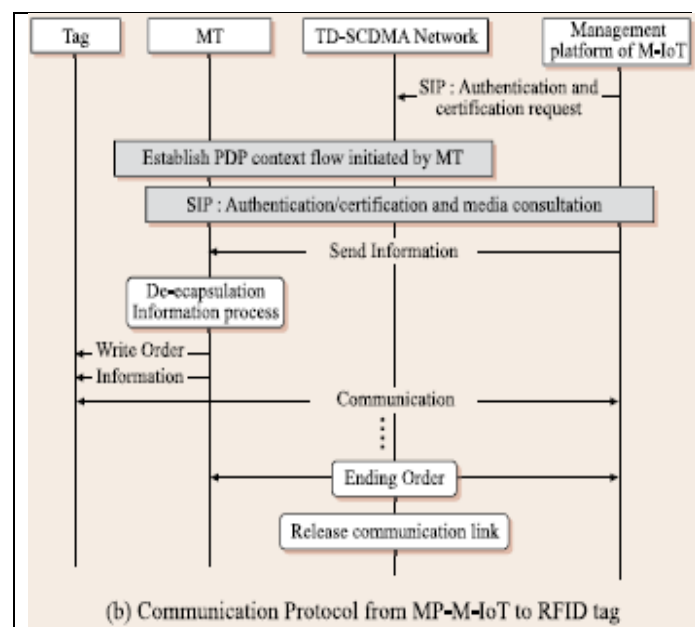 Tag
MT
TD-SCDMA Network
Management
platform of M-IoT
SIP : Authentication and
certification request
Establish PDP context flow initiated by MT
SIP : Authentication/certification and media consultation
Send Information
De-ecapsulation
Information process
Write Order
Information
Communication
Ending Order
Release communication link
(b) Communication Protocol from MP-M-IoT to RFID tag